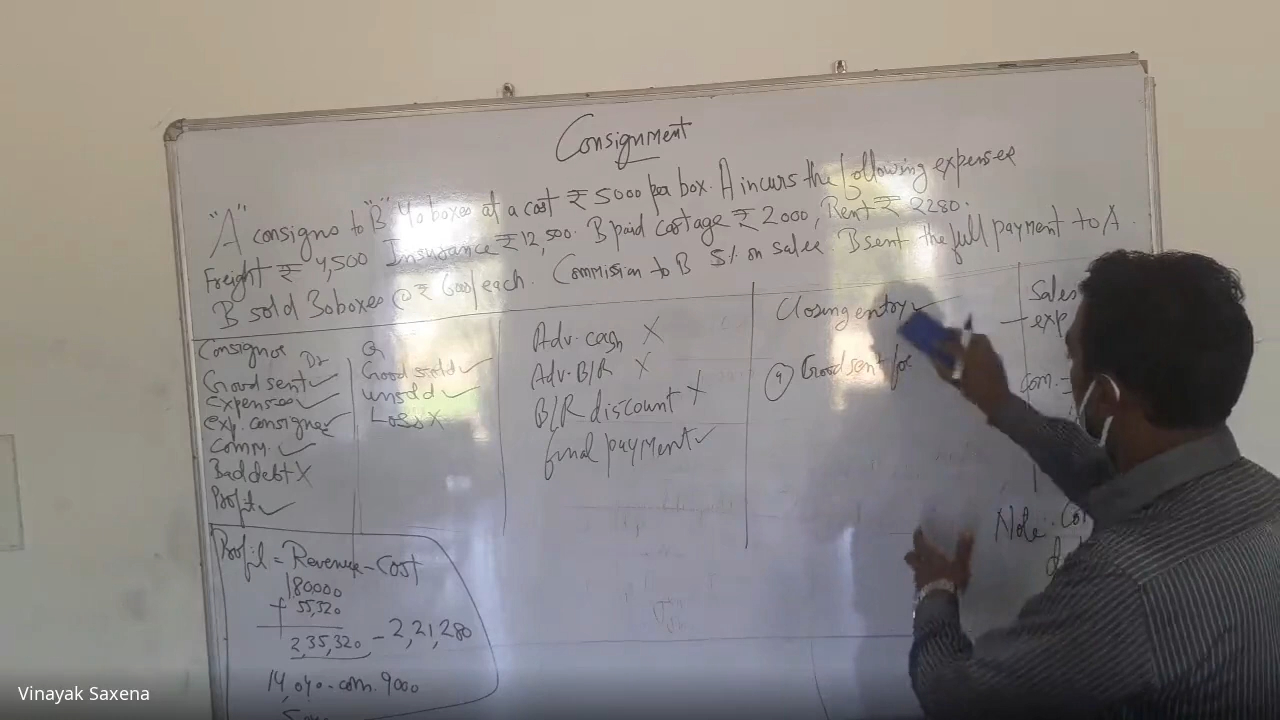 Consignment
"A" consigns to "B" 40 boxes at a cost ₹ 5000 per box. A incurs the following expenses
Freight ₹ 4,500 Insurance ₹ 12,500. B paid cartage ₹ 2000, Rent ₹ 2280.
B sold 30 boxes @ ₹ 6000/each. Commission to B 5% on sales. B sent the full payment to A
Consignor
Dr
Good sent ✓
Expenses ✓
exp. consignee
Comm. ✓
Bad debt X
Profit ✓
Cr
Good sold ✓
unsold ✓
Loss X
Adv. cash X
Adv. B/R X
B/R discount X
final payment ✓
Closing entry ✓
Good sent for
Sales
exp
Com.
Note: Co
Profit = Revenue - Cost
180,000
+ 55,320
2,35,320 - 2,21,280
14,040 - com. 9000
Vinayak Saxena